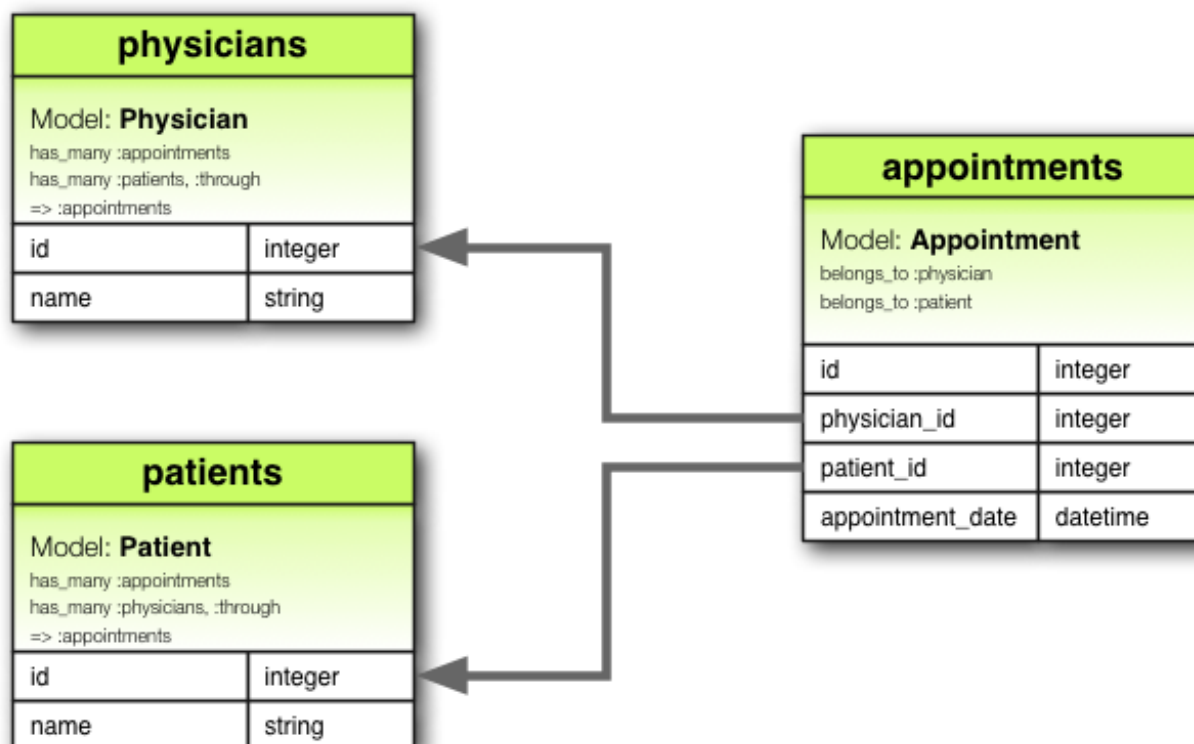 physicians
Model: Physician
has_many :appointments
has_many :patients, :through
=> :appointments
id integer
name string
appointments
Model: Appointment
belongs_to :physician
belongs_to :patient
id integer
physician_id integer
patient_id integer
appointment_date datetime
patients
Model: Patient
has_many :appointments
has_many :physicians, :through
=> :appointments
id integer
name string